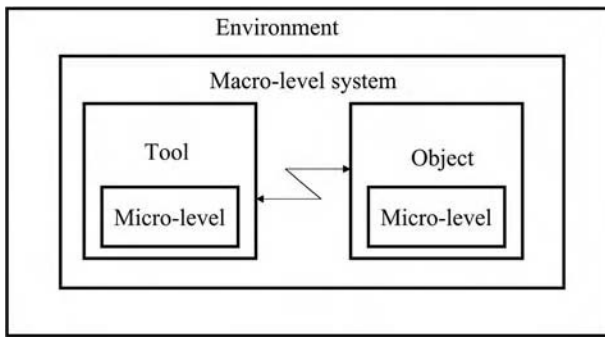 Environment
Macro-level system
Tool
Object
Micro-level
Micro-level